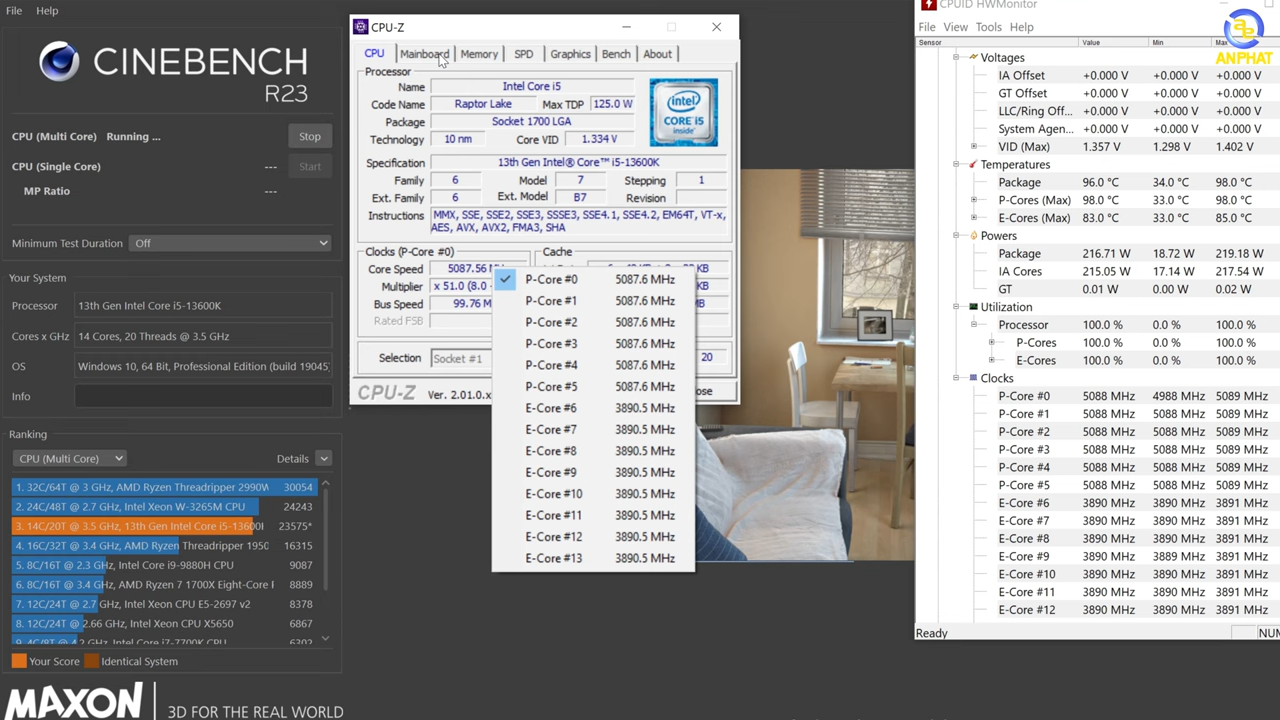 File Help
CINEBENCH
R23
CPU (Multi Core) Running ... Stop
CPU (Single Core) --- Start
MP Ratio ---
Minimum Test Duration Off
Your System
Processor 13th Gen Intel Core i5-13600K
Cores x GHz 14 Cores, 20 Threads @ 3.5 GHz
OS Windows 10, 64 Bit, Professional Edition (build 19045
Info
Ranking
CPU (Multi Core) Details
1. 32C/64T @ 3 GHz, AMD Ryzen Threadripper 2990W 30054
2. 24C/48T @ 2.7 GHz, Intel Xeon W-3265M CPU 24243
3. 14C/20T @ 3.5 GHz, 13th Gen Intel Core i5-13600K 23575*
4. 16C/32T @ 3.4 GHz, AMD Ryzen Threadripper 1950 16315
5. 8C/16T @ 2.3 GHz, Intel Core i9-9880H CPU 9087
6. 8C/16T @ 3.4 GHz, AMD Ryzen 7 1700X Eight-Core 8889
7. 12C/24T @ 2.7 GHz, Intel Xeon CPU E5-2697 v2 8378
8. 12C/24T @ 2.66 GHz, Intel Xeon CPU X5650 6867
9. 4C/8T @ 4.2 GHz, Intel Core i7-7700K CPU 6302
Your Score Identical System
MAXON 3D FOR THE REAL WORLD
CPU-Z
CPU Mainboard Memory SPD Graphics Bench About
Processor
Name Intel Core i5
Code Name Raptor Lake Max TDP 125.0 W
Package Socket 1700 LGA
Technology 10 nm Core VID 1.334 V
intel
CORE i5
inside
Specification 13th Gen Intel® Core™ i5-13600K
Family 6 Model 7 Stepping 1
Ext. Family 6 Ext. Model B7 Revision
Instructions MMX, SSE, SSE2, SSE3, SSSE3, SSE4.1, SSE4.2, EM64T, VT-x,
AES, AVX, AVX2, FMA3, SHA
Clocks (P-Core #0) Cache
Core Speed 5087.56 KB
Multiplier x 51.0 (8.0
Bus Speed 99.76 M
Rated FSB
Selection Socket #1 20
CPU-Z Ver. 2.01.0.x
P-Core #0 5087.6 MHz
P-Core #1 5087.6 MHz
P-Core #2 5087.6 MHz
P-Core #3 5087.6 MHz
P-Core #4 5087.6 MHz
P-Core #5 5087.6 MHz
E-Core #6 3890.5 MHz
E-Core #7 3890.5 MHz
E-Core #8 3890.5 MHz
E-Core #9 3890.5 MHz
E-Core #10 3890.5 MHz
E-Core #11 3890.5 MHz
E-Core #12 3890.5 MHz
E-Core #13 3890.5 MHz
CPUID HWMonitor
File View Tools Help
ANPHAT
Sensor Value Min Max
Voltages
IA Offset +0.000 V +0.000 V +0.000 V
GT Offset +0.000 V +0.000 V +0.000 V
LLC/Ring Off... +0.000 V +0.000 V +0.000 V
System Agen... +0.000 V +0.000 V +0.000 V
VID (Max) 1.357 V 1.298 V 1.402 V
Temperatures
Package 96.0 °C 34.0 °C 98.0 °C
P-Cores (Max) 98.0 °C 33.0 °C 98.0 °C
E-Cores (Max) 83.0 °C 33.0 °C 85.0 °C
Powers
Package 216.71 W 18.72 W 219.18 W
IA Cores 215.05 W 17.14 W 217.54 W
GT 0.01 W 0.00 W 0.02 W
Utilization
Processor 100.0 % 0.0 % 100.0 %
P-Cores 100.0 % 0.0 % 100.0 %
E-Cores 100.0 % 0.0 % 100.0 %
Clocks
P-Core #0 5088 MHz 4988 MHz 5089 MHz
P-Core #1 5088 MHz 5088 MHz 5089 MHz
P-Core #2 5088 MHz 5088 MHz 5089 MHz
P-Core #3 5088 MHz 5088 MHz 5089 MHz
P-Core #4 5088 MHz 5088 MHz 5089 MHz
P-Core #5 5088 MHz 5088 MHz 5089 MHz
E-Core #6 3890 MHz 3890 MHz 3891 MHz
E-Core #7 3890 MHz 3890 MHz 3891 MHz
E-Core #8 3890 MHz 3890 MHz 3891 MHz
E-Core #9 3890 MHz 3890 MHz 3891 MHz
E-Core #10 3890 MHz 3890 MHz 3891 MHz
E-Core #11 3890 MHz 3890 MHz 3891 MHz
E-Core #12 3890 MHz 3890 MHz 3891 MHz
Ready NUM